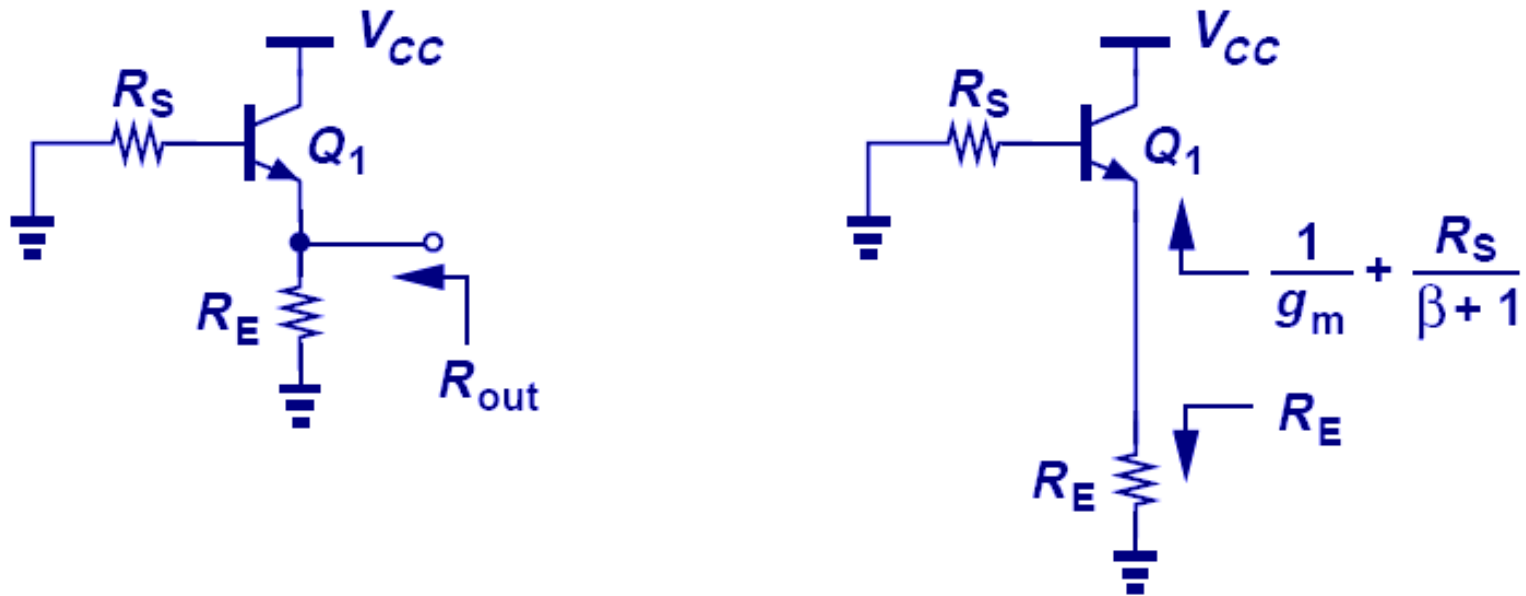 V_CC
R_S
Q_1
R_E
R_out
V_CC
R_S
Q_1
1/g_m + R_S/(β + 1)
R_E
R_E